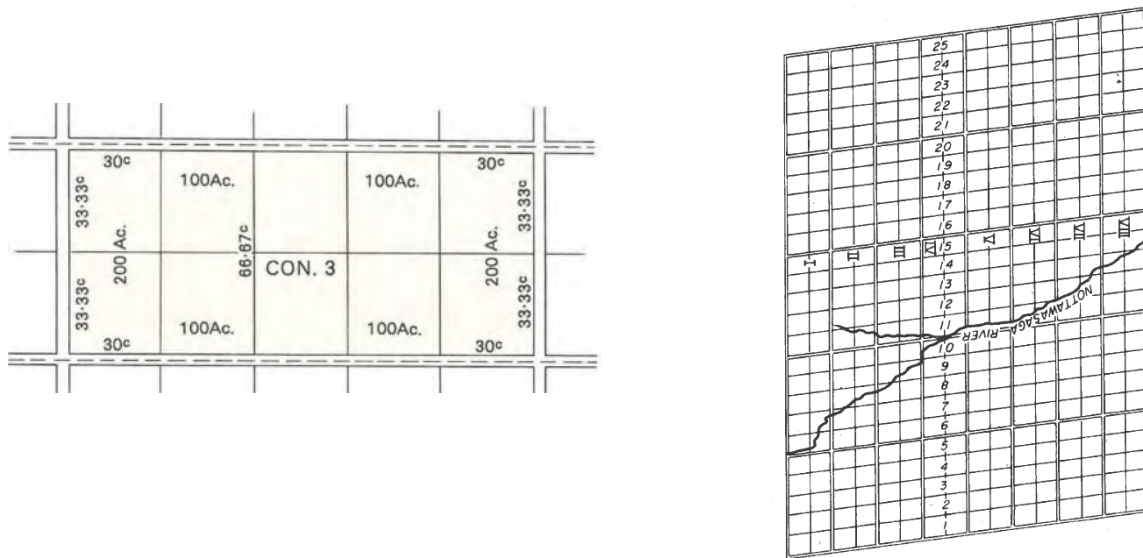 30ᶜ
30ᶜ
100Ac.
100Ac.
33·33ᶜ
33·33ᶜ
200 Ac.
66·67ᶜ
CON. 3
200 Ac.
33·33ᶜ
33·33ᶜ
100Ac.
100Ac.
30ᶜ
30ᶜ
25
24
23
22
21
20
19
18
17
16
15
14
13
12
11
10
9
8
7
6
5
4
3
2
1
I
II
III
IV
V
VI
VII
VIII
NOTTAWASAGA RIVER